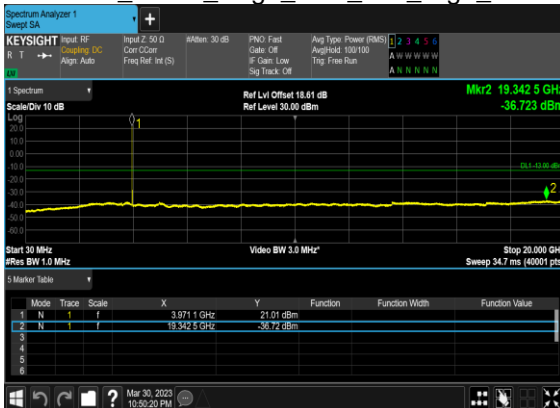 Spectrum Analyzer 1
Swept SA
+
KEYSIGHT Input: RF Input Z: 50 Ω #Atten: 30 dB PNO: Fast Avg Type: Power (RMS) 1 2 3 4 5 6
R T Coupling: DC Corr CCorr Gate: Off Avg|Hold: 100/100 A W W W W W
Align: Auto Freq Ref: Int (S) IF Gain: Low Trig: Free Run
Sig Track: Off A N N N N N
1 Spectrum Ref Lvl Offset 18.61 dB Mkr2 19.342 5 GHz
Scale/Div 10 dB Ref Level 30.00 dBm -36.723 dBm
Log
1
20.0
10.0
0.00
-10.0
DL1 -13.00 dBm
-20.0
-30.0
2
-40.0
-50.0
-60.0
Start 30 MHz Video BW 3.0 MHz* Stop 20.000 GH
#Res BW 1.0 MHz Sweep 34.7 ms (40001 pts
5 Marker Table
Mode Trace Scale X Y Function Function Width Function Value
1 N 1 f 3.971 1 GHz 21.01 dBm
2 N 1 f 19.342 5 GHz -36.72 dBm
3
4
5
6
? Mar 30, 2023
10:50:20 PM